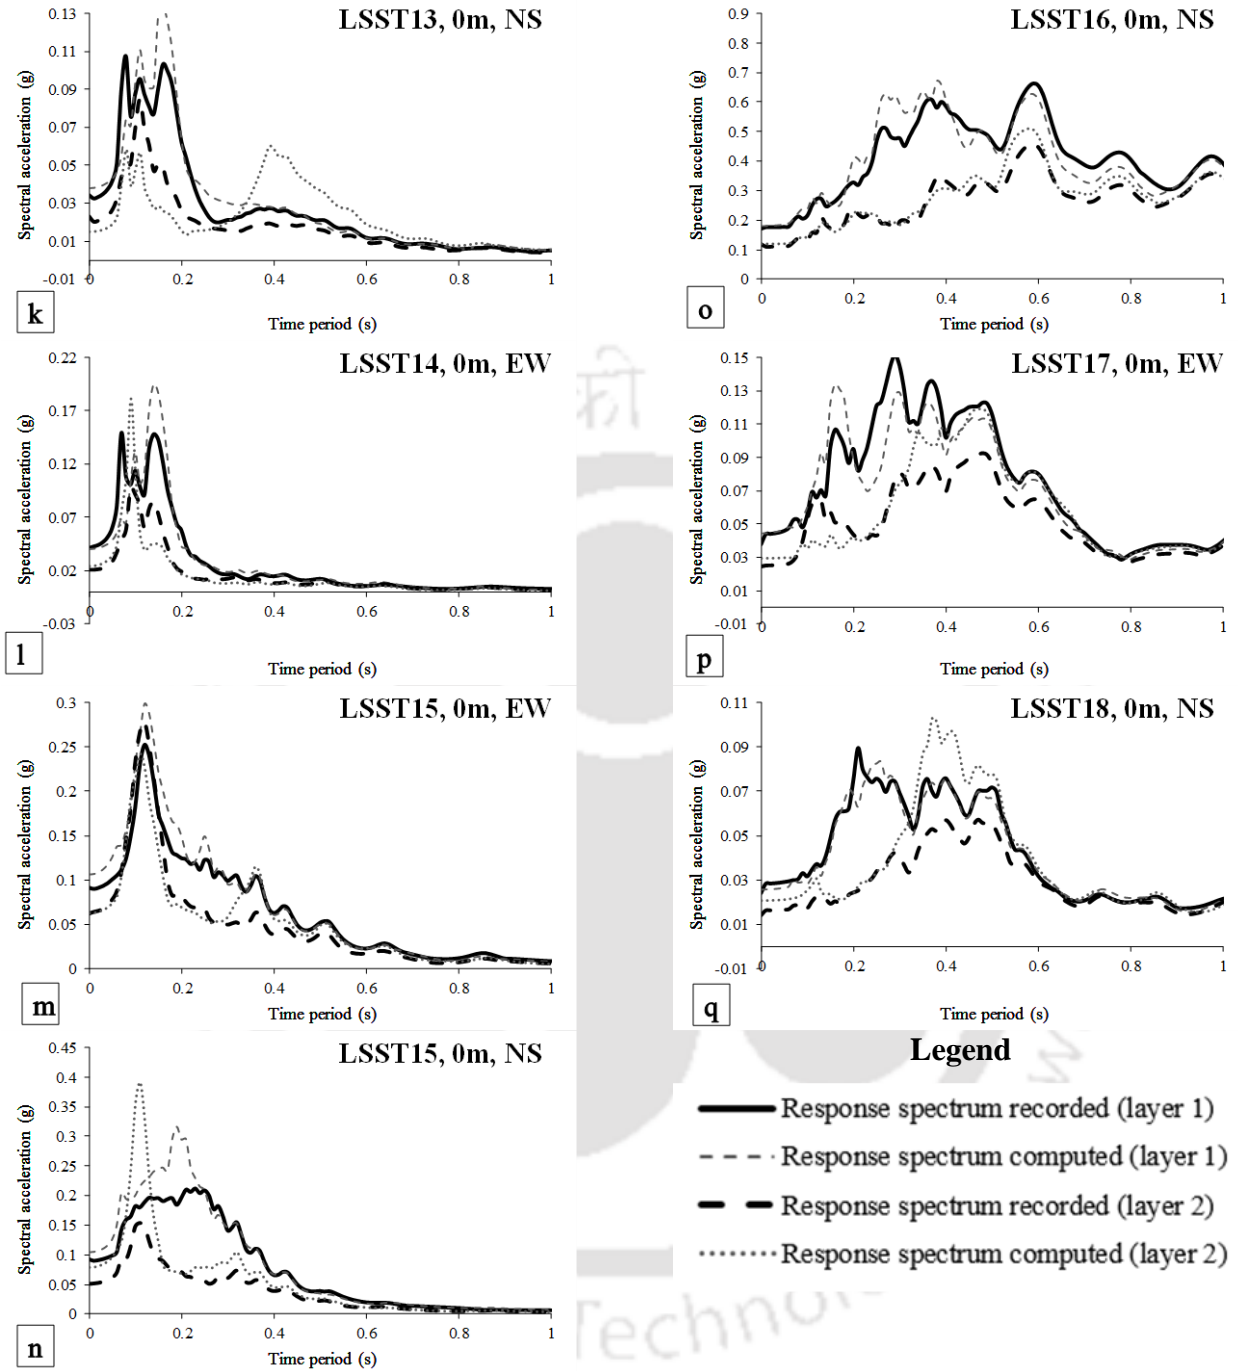 LSST13, 0m, NS
0.13
0.11
0.09
0.07
0.05
0.03
0.01
-0.01
Spectral acceleration (g)
0 0.2 0.4 0.6 0.8 1
Time period (s)
k
LSST14, 0m, EW
0.22
0.17
0.12
0.07
0.02
-0.03
Spectral acceleration (g)
0 0.2 0.4 0.6 0.8 1
Time period (s)
l
LSST15, 0m, EW
0.3
0.25
0.2
0.15
0.1
0.05
0
Spectral acceleration (g)
0 0.2 0.4 0.6 0.8 1
Time period (s)
m
LSST15, 0m, NS
0.45
0.4
0.35
0.3
0.25
0.2
0.15
0.1
0.05
0
Spectral acceleration (g)
0 0.2 0.4 0.6 0.8 1
Time period (s)
n
LSST16, 0m, NS
0.9
0.8
0.7
0.6
0.5
0.4
0.3
0.2
0.1
0
Spectral acceleration (g)
0 0.2 0.4 0.6 0.8 1
Time period (s)
o
LSST17, 0m, EW
0.15
0.13
0.11
0.09
0.07
0.05
0.03
0.01
-0.01
Spectral acceleration (g)
0 0.2 0.4 0.6 0.8 1
Time period (s)
p
LSST18, 0m, NS
0.11
0.09
0.07
0.05
0.03
0.01
-0.01
Spectral acceleration (g)
0 0.2 0.4 0.6 0.8 1
Time period (s)
q
Legend
Response spectrum recorded (layer 1)
Response spectrum computed (layer 1)
Response spectrum recorded (layer 2)
Response spectrum computed (layer 2)